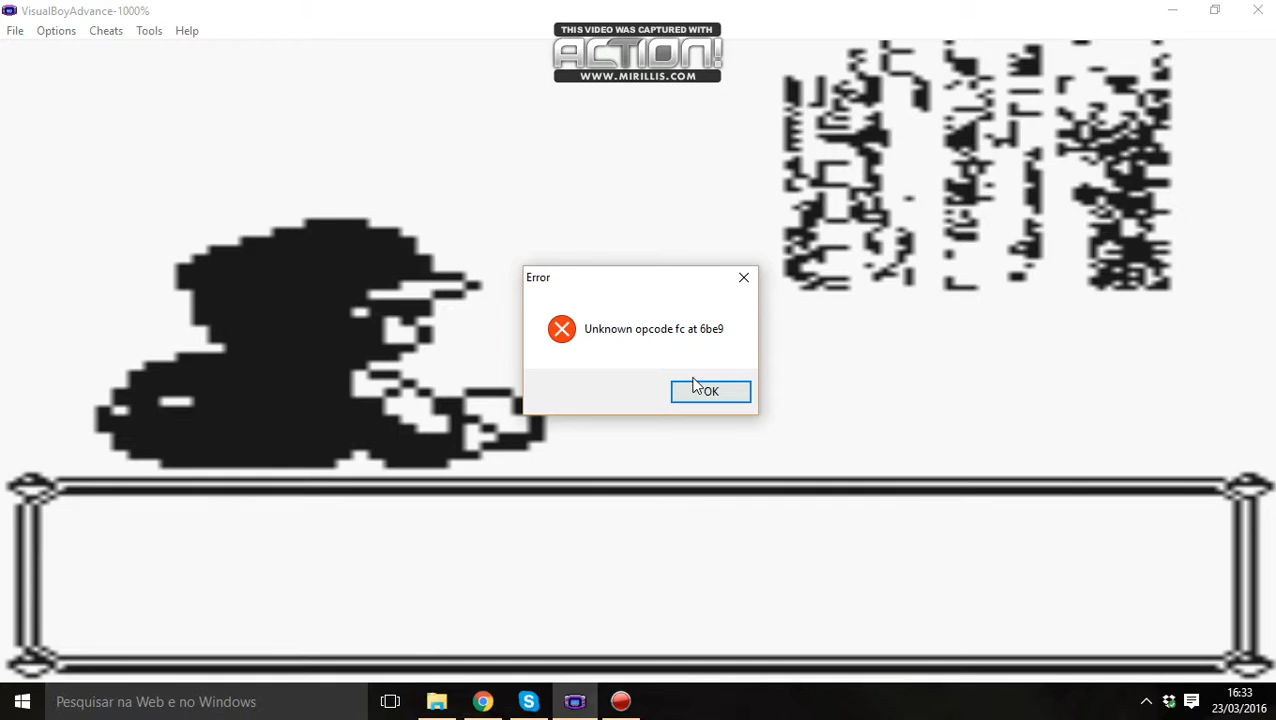 VisualBoyAdvance-1000%
File Options Cheats Tools Help
THIS VIDEO WAS CAPTURED WITH
ACTION!
WWW.MIRILLIS.COM
Error
Unknown opcode fc at 6be9
OK
Pesquisar na Web e no Windows
16:33
23/03/2016